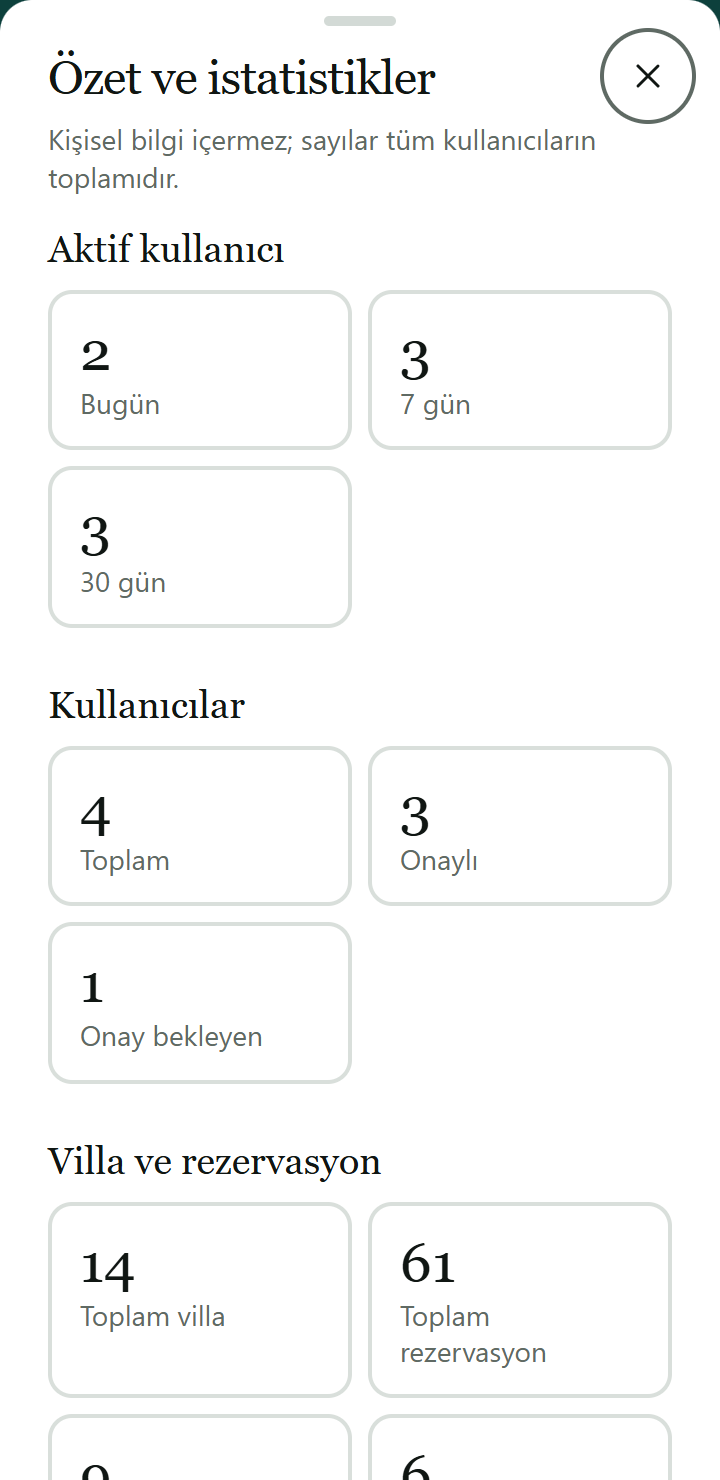 Özet ve istatistikler
Kişisel bilgi içermez; sayılar tüm kullanıcıların
toplamıdır.
Aktif kullanıcı
2
Bugün
3
7 gün
3
30 gün
Kullanıcılar
4
Toplam
3
Onaylı
1
Onay bekleyen
Villa ve rezervasyon
14
Toplam villa
61
Toplam
rezervasyon
6